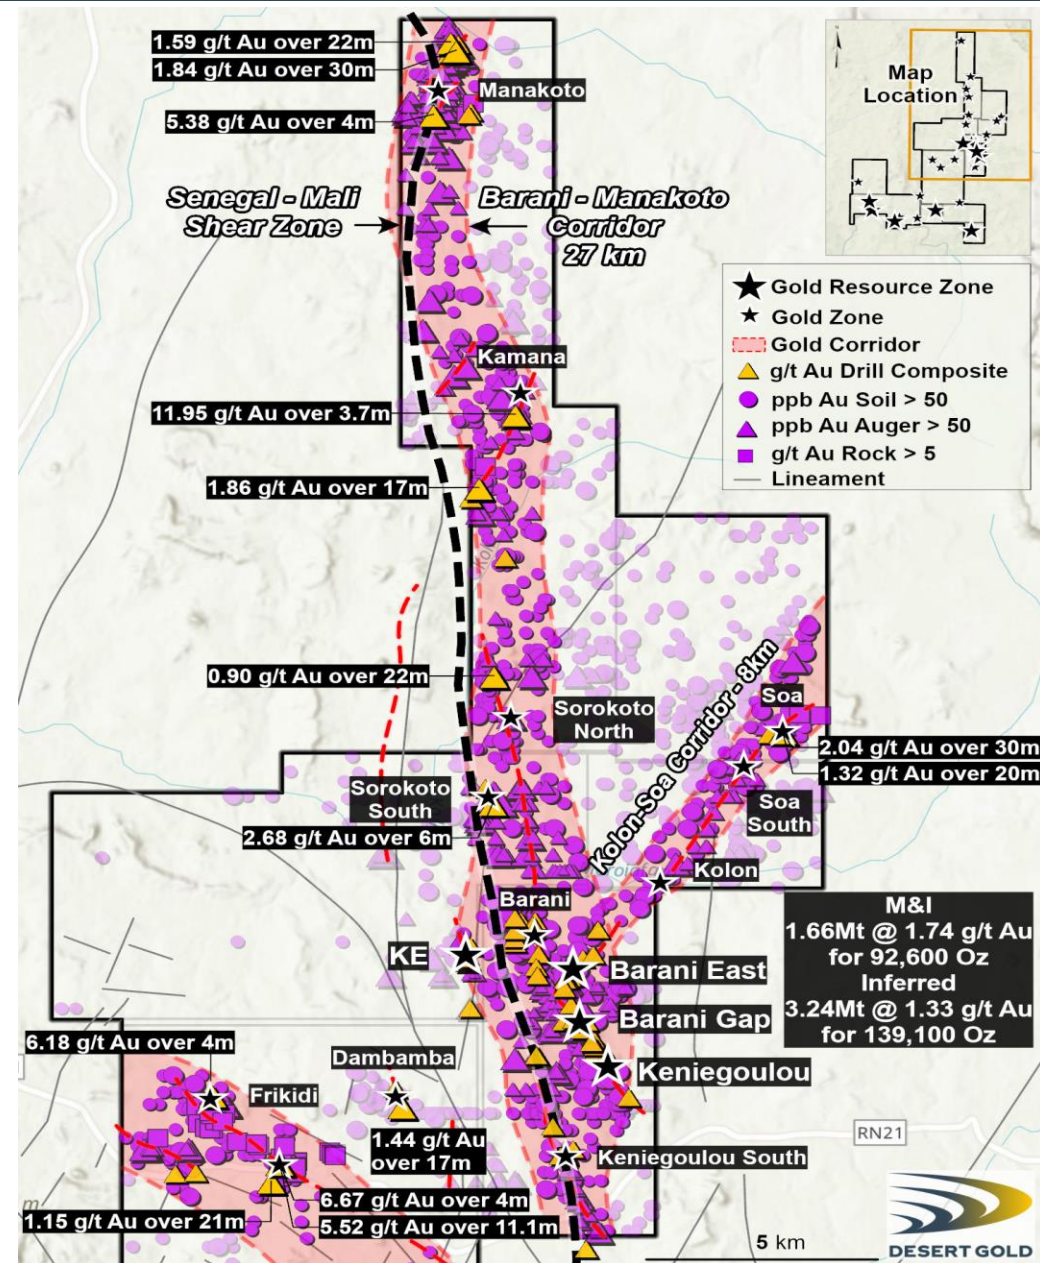 1.59 g/t Au over 22m
1.84 g/t Au over 30m
Manakoto
5.38 g/t Au over 4m
Map
Location
Senegal - Mali
Shear Zone
Barani - Manakoto
Corridor
27 km
Gold Resource Zone
Gold Zone
Gold Corridor
g/t Au Drill Composite
ppb Au Soil > 50
ppb Au Auger > 50
g/t Au Rock > 5
Lineament
Kamana
11.95 g/t Au over 3.7m
1.86 g/t Au over 17m
0.90 g/t Au over 22m
Sorokoto
North
Kolon-Soa Corridor - 8km
Soa
2.04 g/t Au over 30m
1.32 g/t Au over 20m
Sorokoto
South
2.68 g/t Au over 6m
Soa
South
Kolon
Barani
KE
Barani East
Barani Gap
Keniegoulou
M&I
1.66Mt @ 1.74 g/t Au
for 92,600 Oz
Inferred
3.24Mt @ 1.33 g/t Au
for 139,100 Oz
6.18 g/t Au over 4m
Frikidi
Dambamba
1.44 g/t Au
over 17m
Keniegoulou South
RN21
6.67 g/t Au over 4m
5.52 g/t Au over 11.1m
1.15 g/t Au over 21m
5 km
DESERT GOLD